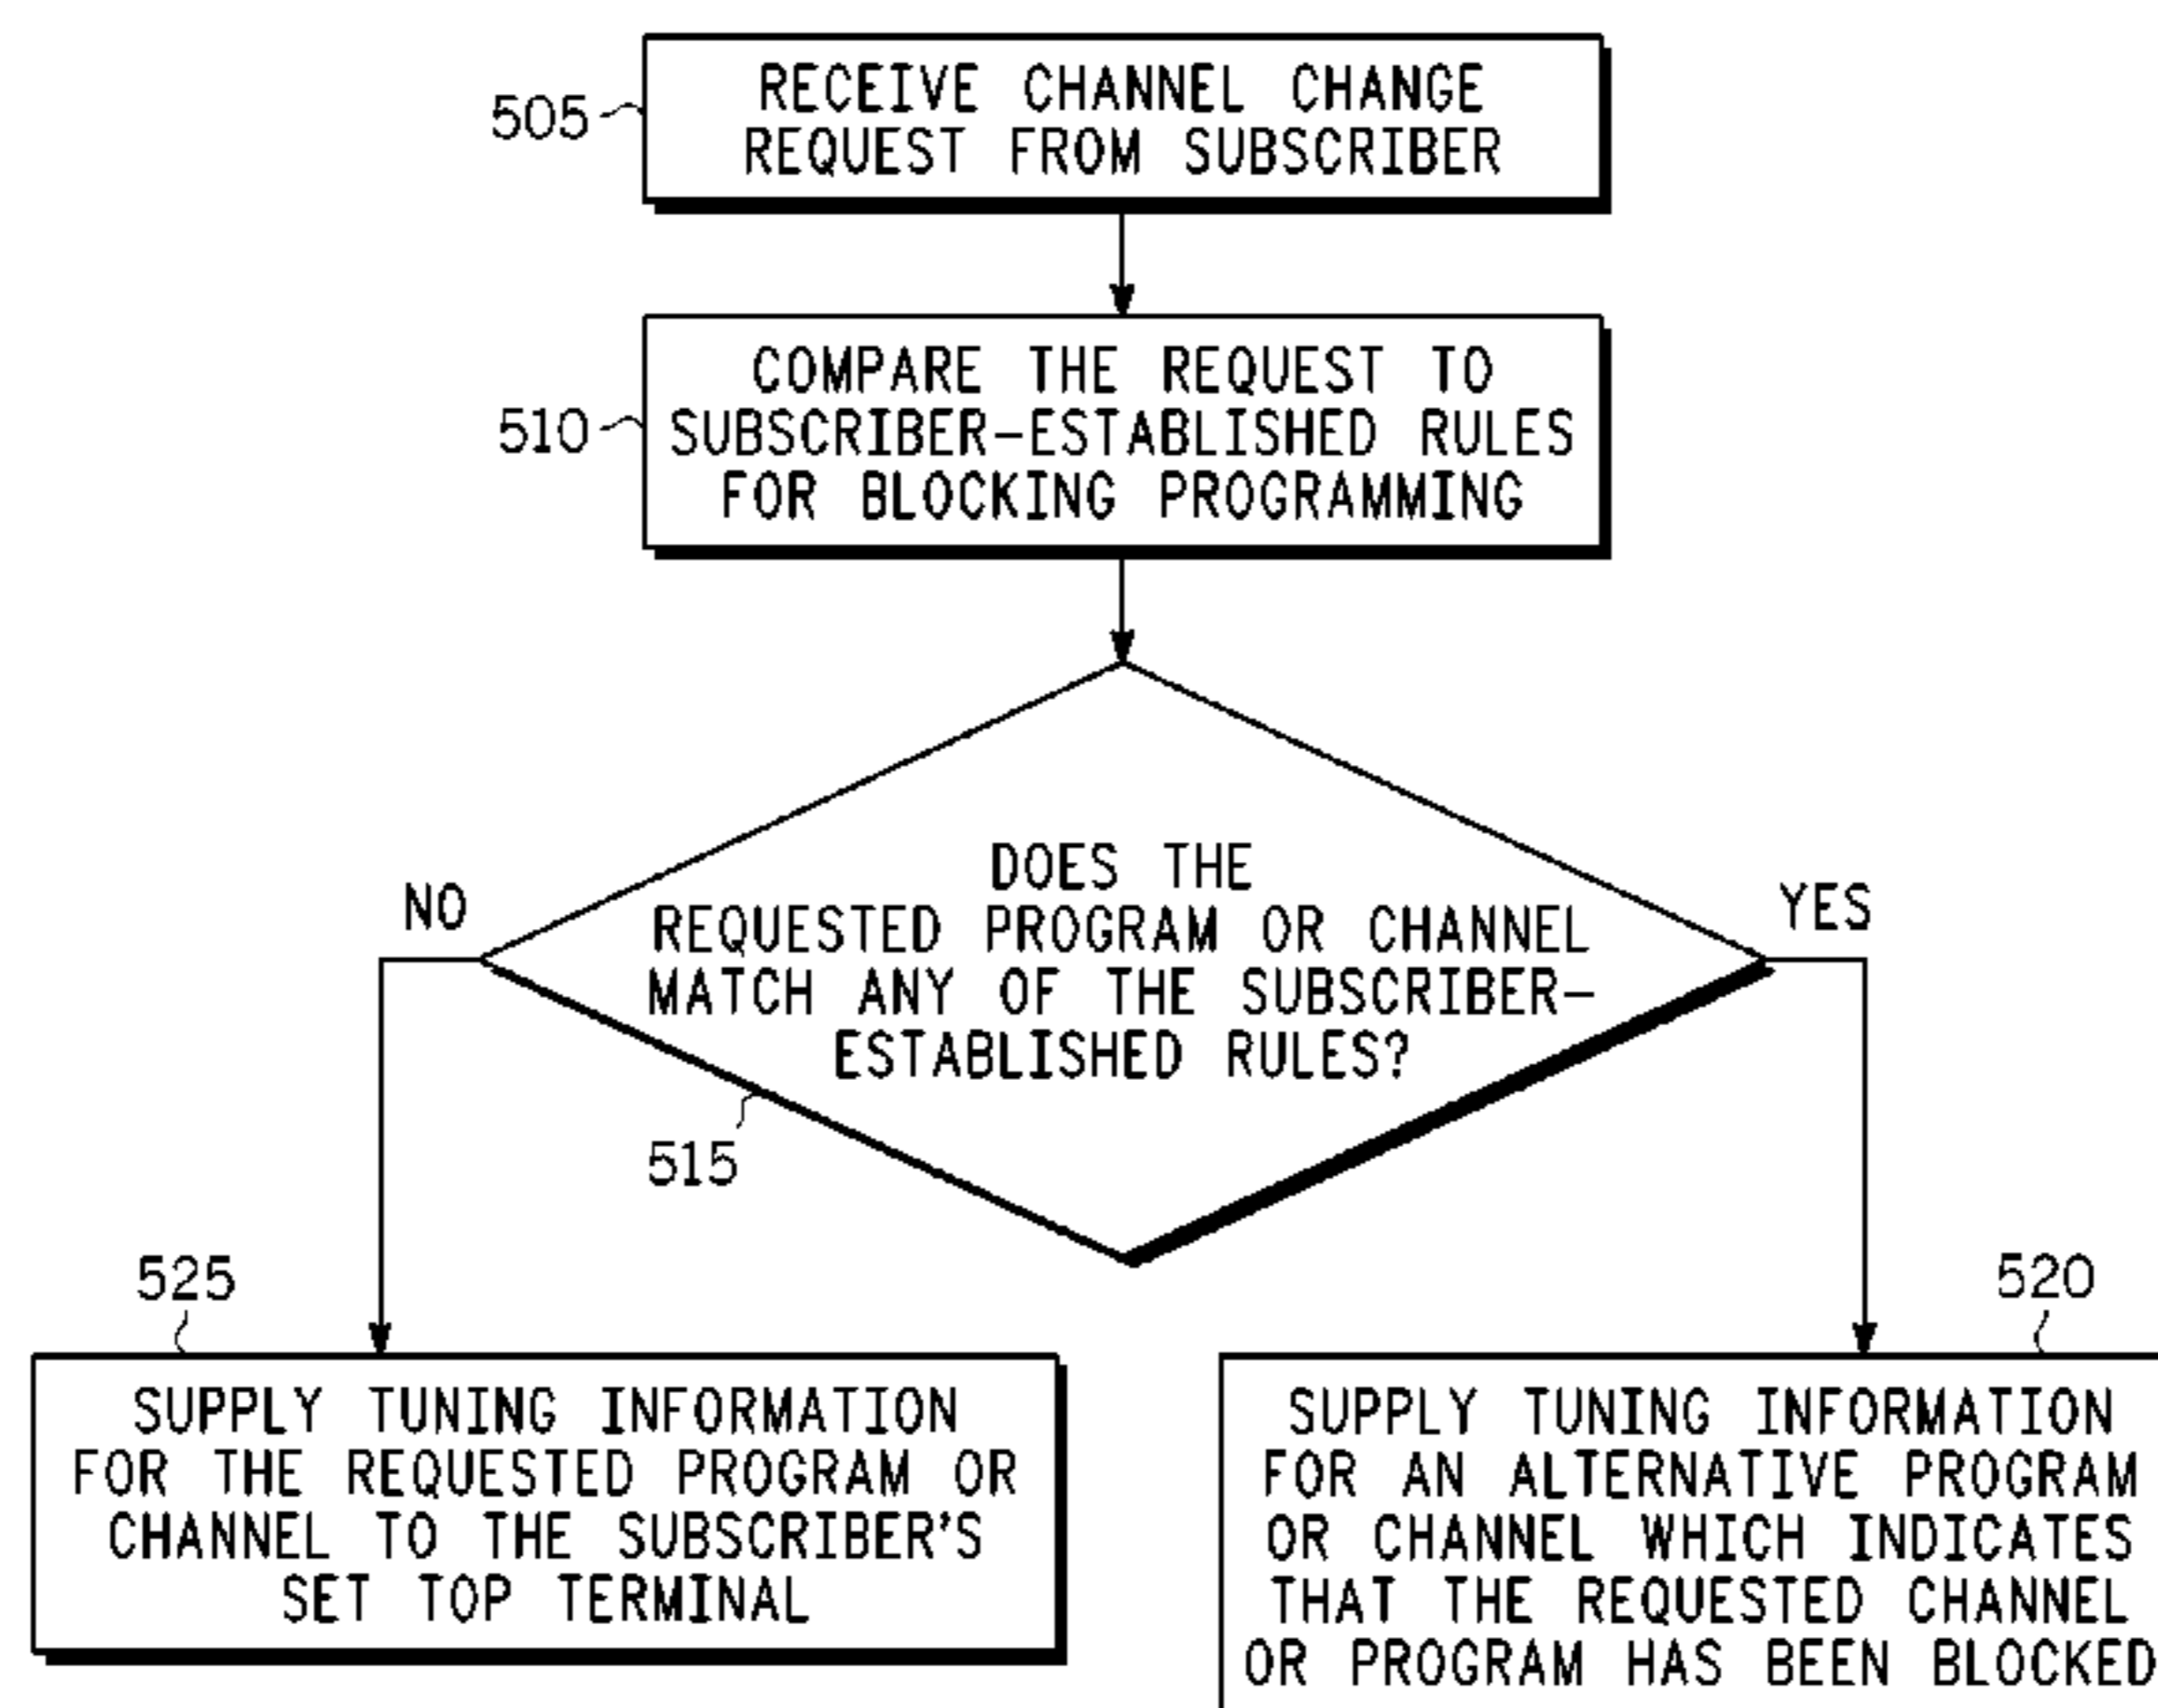 505
RECEIVE CHANNEL CHANGE
REQUEST FROM SUBSCRIBER
510
COMPARE THE REQUEST TO
SUBSCRIBER-ESTABLISHED RULES
FOR BLOCKING PROGRAMMING
DOES THE
REQUESTED PROGRAM OR CHANNEL
MATCH ANY OF THE SUBSCRIBER-
ESTABLISHED RULES?
NO
YES
515
525
SUPPLY TUNING INFORMATION
FOR THE REQUESTED PROGRAM OR
CHANNEL TO THE SUBSCRIBER'S
SET TOP TERMINAL
520
SUPPLY TUNING INFORMATION
FOR AN ALTERNATIVE PROGRAM
OR CHANNEL WHICH INDICATES
THAT THE REQUESTED CHANNEL
OR PROGRAM HAS BEEN BLOCKED